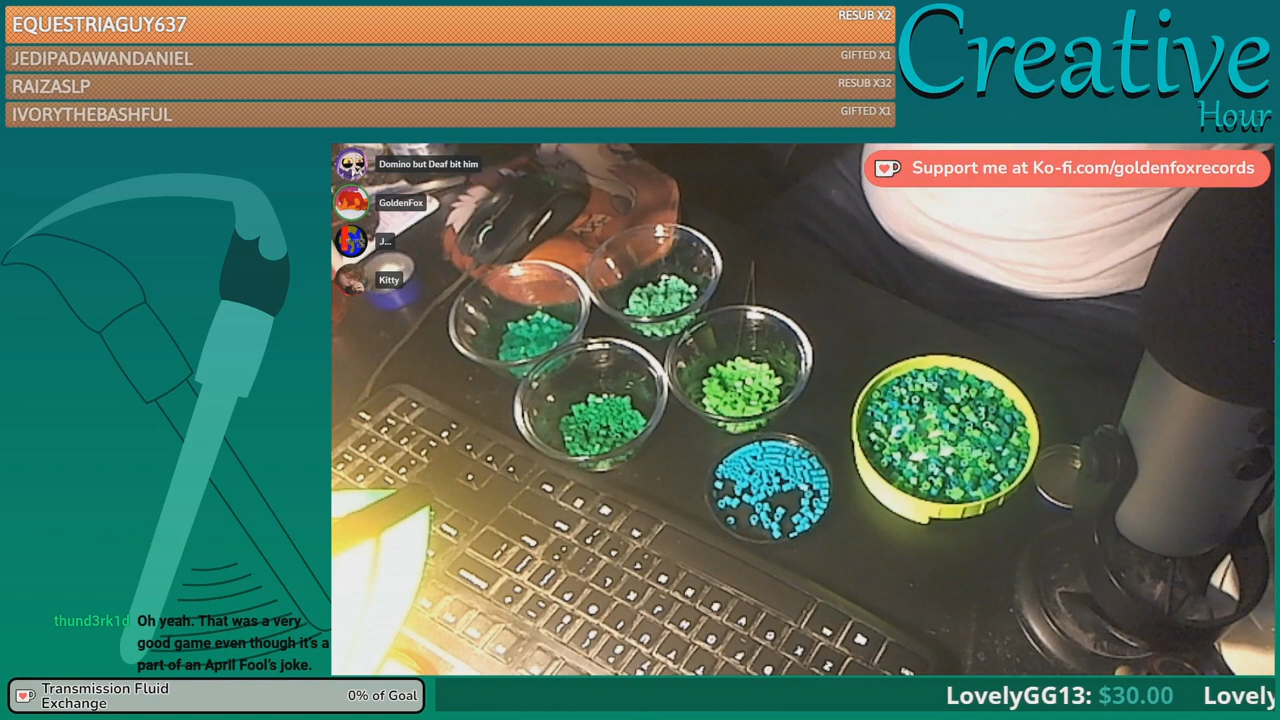 EQUESTRIAGUY637 RESUB X2
JEDIPADAWANDANIEL GIFTED X1
RAIZASLP RESUB X32
IVORYTHEBASHFUL GIFTED X1
Creative
Hour
Domino but Deaf bit him
GoldenFox
J...
Kitty
Support me at Ko-fi.com/goldenfoxrecords
thund3rk1d Oh yeah. That was a very
good game even though it's a
part of an April Fool's joke.
Transmission Fluid
Exchange
0% of Goal
LovelyGG13: $30.00 Lovely